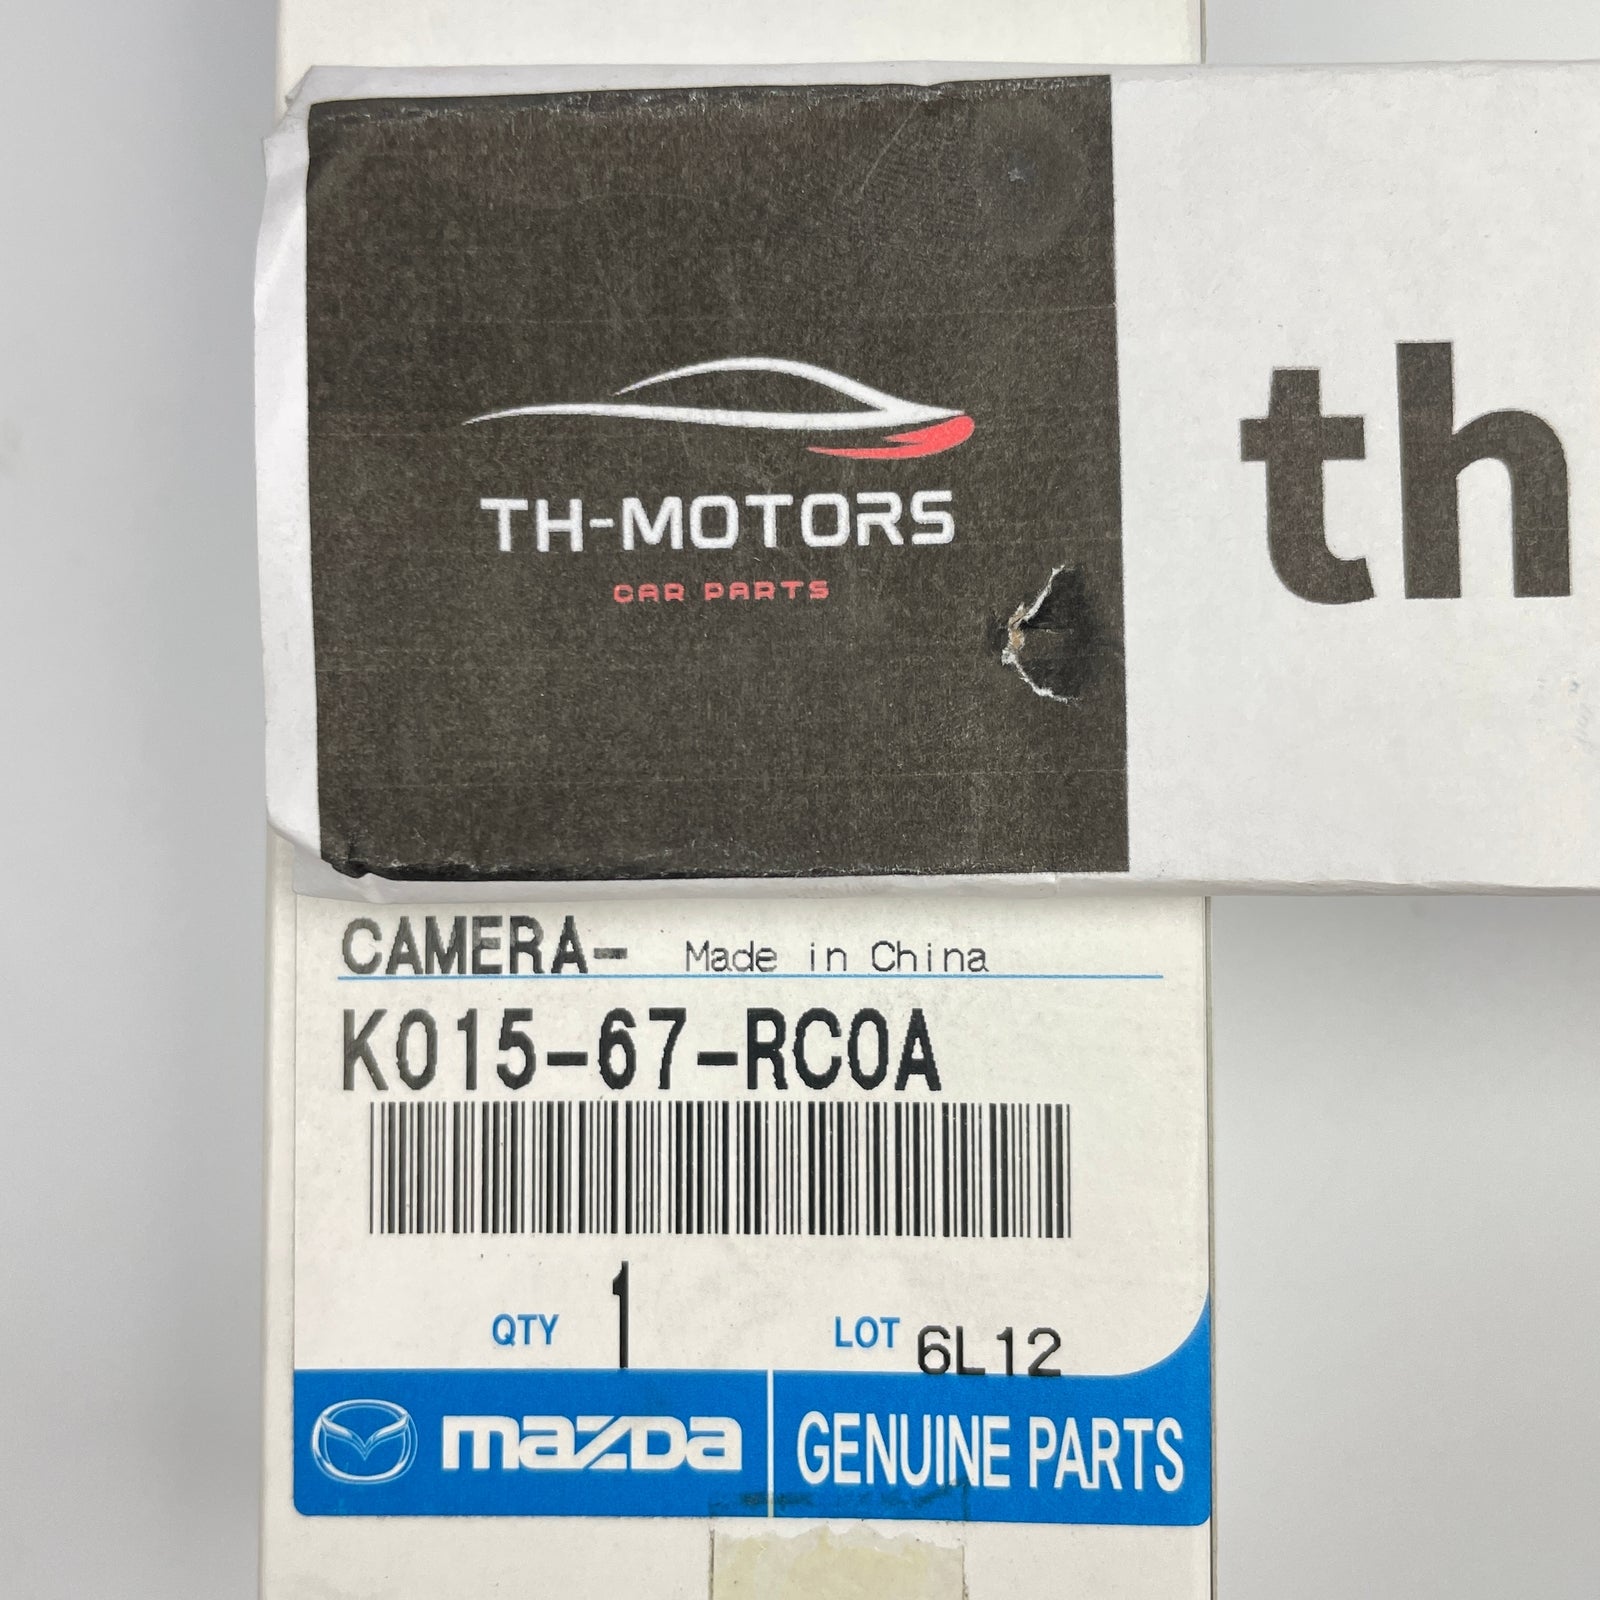 TH-MOTORS
CAR PARTS
th
CAMERA- Made in China
K015-67-RC0A
QTY 1 LOT 6L12
mazda GENUINE PARTS